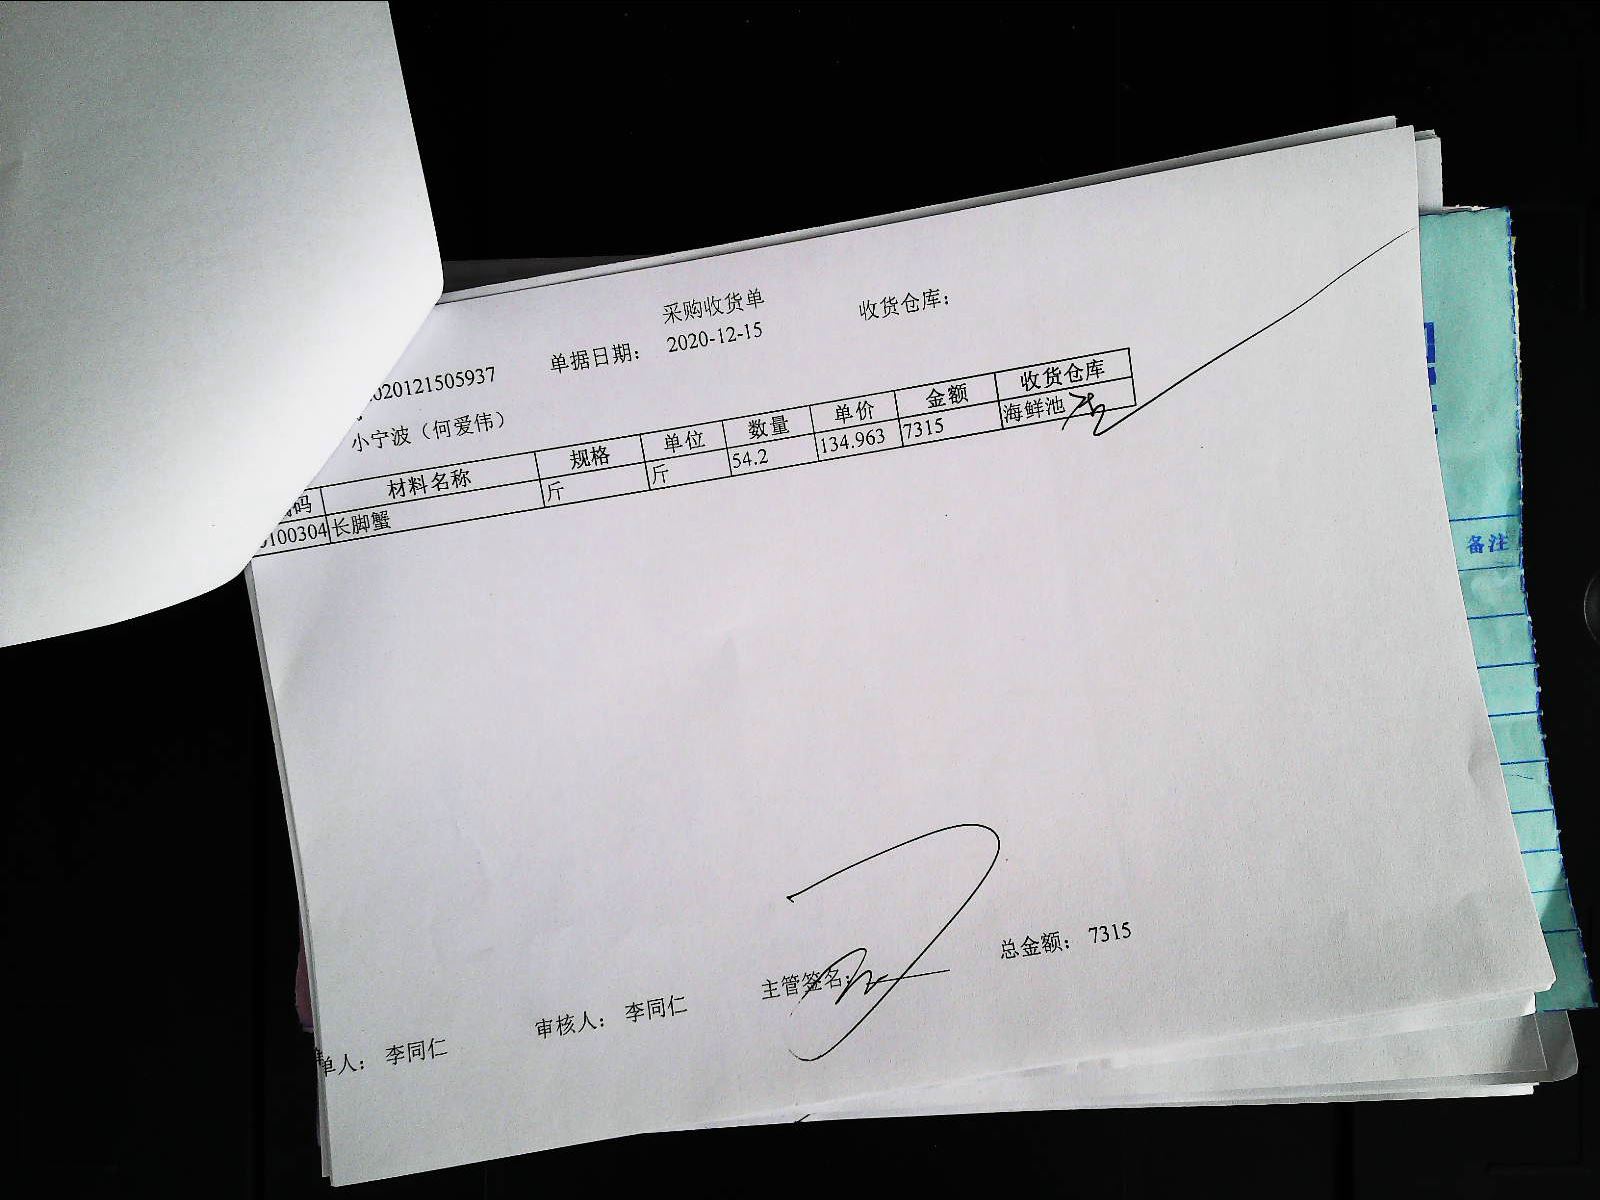 采购收货单
020121505937 单据日期： 2020-12-15 收货仓库：
小宁波（何爱伟）
码 材料名称 规格 单位 数量 单价 金额 收货仓库
100304 长脚蟹 斤 斤 54.2 134.963 7315 海鲜池
单人： 李同仁 审核人： 李同仁 主管签名： 总金额： 7315
备注